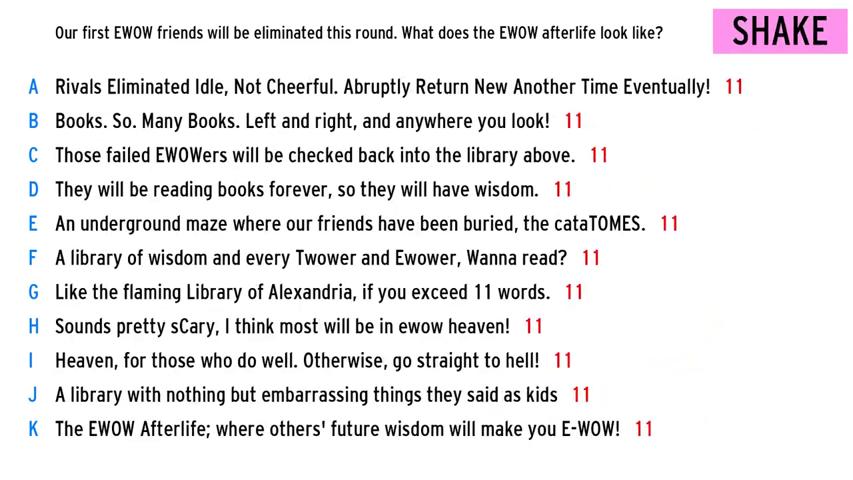 Our first EWOW friends will be eliminated this round. What does the EWOW afterlife look like?
SHAKE
A Rivals Eliminated Idle, Not Cheerful. Abruptly Return New Another Time Eventually! 11
B Books. So. Many Books. Left and right, and anywhere you look! 11
C Those failed EWOWers will be checked back into the library above. 11
D They will be reading books forever, so they will have wisdom. 11
E An underground maze where our friends have been buried, the cataTOMES. 11
F A library of wisdom and every Twower and Ewower, Wanna read? 11
G Like the flaming Library of Alexandria, if you exceed 11 words. 11
H Sounds pretty sCary, I think most will be in ewow heaven! 11
I Heaven, for those who do well. Otherwise, go straight to hell! 11
J A library with nothing but embarrassing things they said as kids 11
K The EWOW Afterlife; where others' future wisdom will make you E-WOW! 11